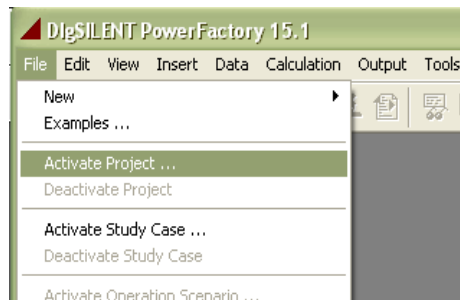 DIgSILENT PowerFactory 15.1
File Edit View Insert Data Calculation Output Tools
New
Examples ...
Activate Project ...
Deactivate Project
Activate Study Case ...
Deactivate Study Case
Activate Operation Scenario ...